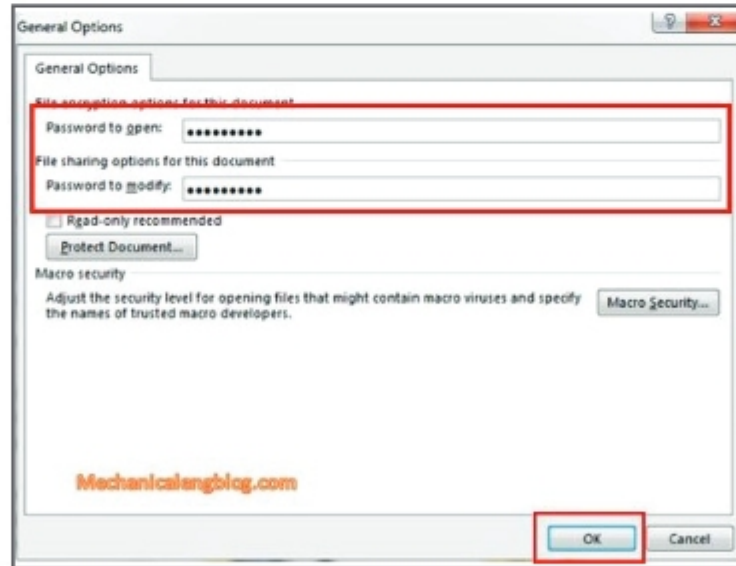 General Options
General Options
File encryption options for this document
Password to open: •••••••••
File sharing options for this document
Password to modify: •••••••••
Read-only recommended
Protect Document...
Macro security
Adjust the security level for opening files that might contain macro viruses and specify
the names of trusted macro developers.
Macro Security...
Mechanicalengblog.com
OK Cancel